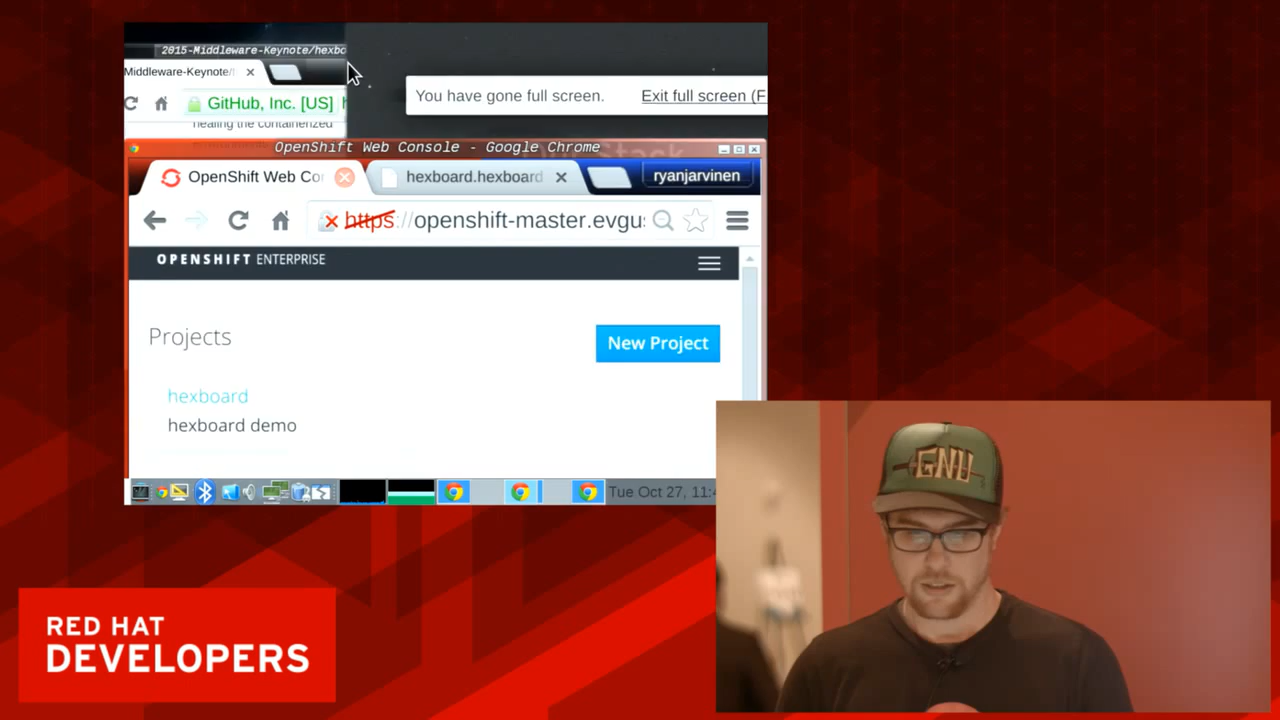 2015-Middleware-Keynote/hexbo
Middleware-Keynote/
GitHub, Inc. [US] h
healing the containerized
You have gone full screen. Exit full screen (F
OpenShift Web Console - Google Chrome
OpenShift Web Co
hexboard.hexboard
ryanjarvinen
https://openshift-master.evgu
OPENSHIFT ENTERPRISE
Projects
New Project
hexboard
hexboard demo
Tue Oct 27, 11:4
GNU
RED HAT
DEVELOPERS